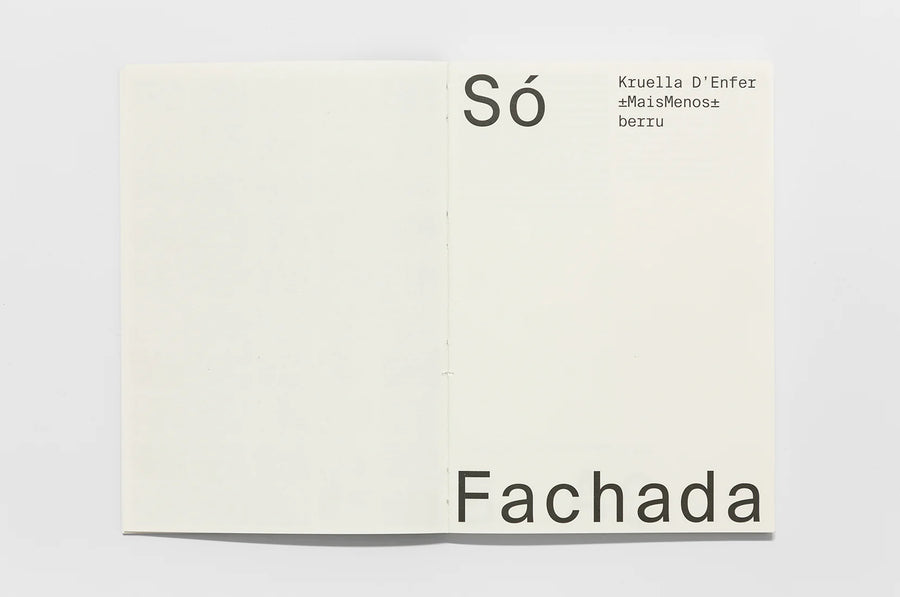 Só
Kruella D'Enfer
±MaisMenos±
berru
Fachada